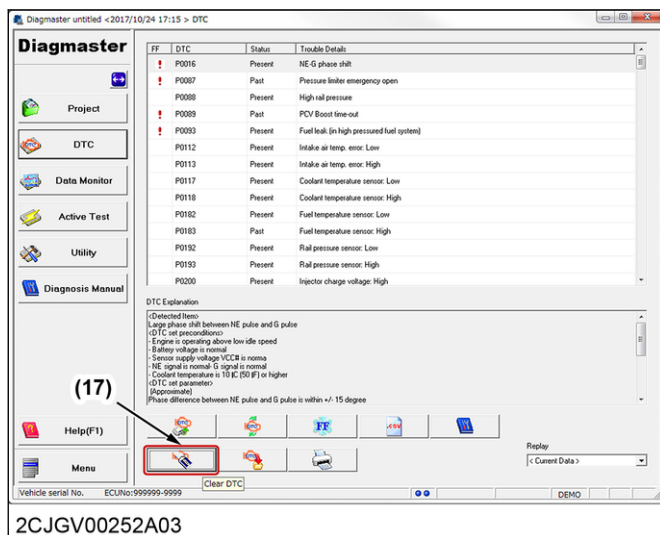 Diagmaster untitled <2017/10/24 17:15 > DTC
Diagmaster
Project
DTC
Data Monitor
Active Test
Utility
Diagnosis Manual
Help(F1)
Menu
FF DTC Status Trouble Details
! P0016 Present NE-G phase shift
! P0087 Past Pressure limiter emergency open
P0088 Present High rail pressure
! P0089 Past PCV Boost time-out
! P0093 Present Fuel leak (in high pressured fuel system)
P0112 Present Intake air temp. error: Low
P0113 Present Intake air temp. error: High
P0117 Present Coolant temperature sensor: Low
P0118 Present Coolant temperature sensor: High
P0182 Present Fuel temperature sensor: Low
P0183 Past Fuel temperature sensor: High
P0192 Present Rail pressure sensor: Low
P0193 Present Rail pressure sensor: High
P0200 Present Injector charge voltage: High
DTC Explanation
<Detected Item>
Large phase shift between NE pulse and G pulse
<DTC set preconditions>
- Engine is operating above low idle speed
- Battery voltage is normal
- Sensor supply voltage VCC# is norma
- NE signal is normal- G signal is normal
- Coolant temperature is 10 ƒC (50 ƒF) or higher
<DTC set parameter>
(Approximate)
Phase difference between NE pulse and G pulse is within +/- 15 degree
(17)
FF
.csv
Clear DTC
Replay
< Current Data >
Vehicle serial No. ECUNo:999999-9999
DEMO
2CJGV00252A03